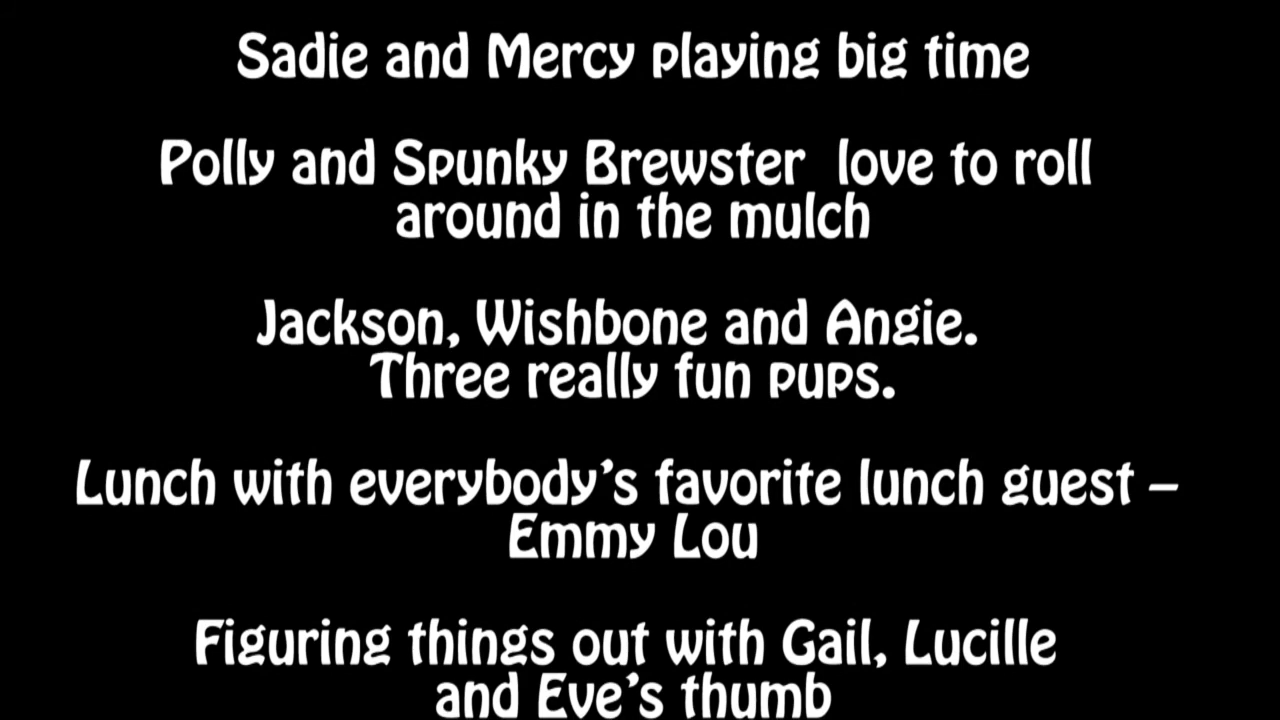 Sadie and Mercy playing big time
Polly and Spunky Brewster  love to roll
around in the mulch
Jackson, Wishbone and Angie.
Three really fun pups.
Lunch with everybody’s favorite lunch guest –
Emmy Lou
Figuring things out with Gail, Lucille
and Eve’s thumb